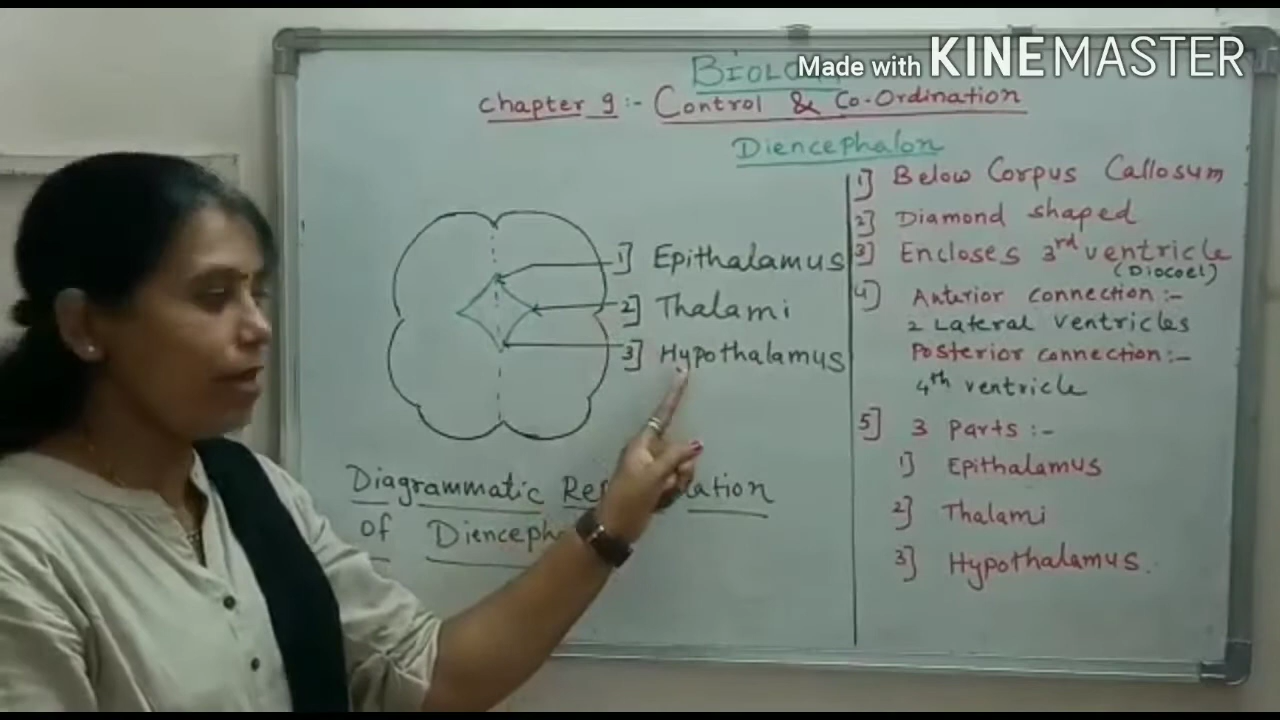 Made with KINEMASTER
Chapter 9 :- Control & Co-Ordination
Diencephalon
1] Epithalamus
2] Thalami
3] Hypothalamus
Diagrammatic
of
1] Below Corpus Callosum
2] Diamond shaped
3] Encloses 3rd ventricle
(Diocoel)
4] Anterior connection :-
2 Lateral ventricles
Posterior connection :-
4th ventricle
5] 3 Parts :-
1] Epithalamus
2] Thalami
3] Hypothalamus.